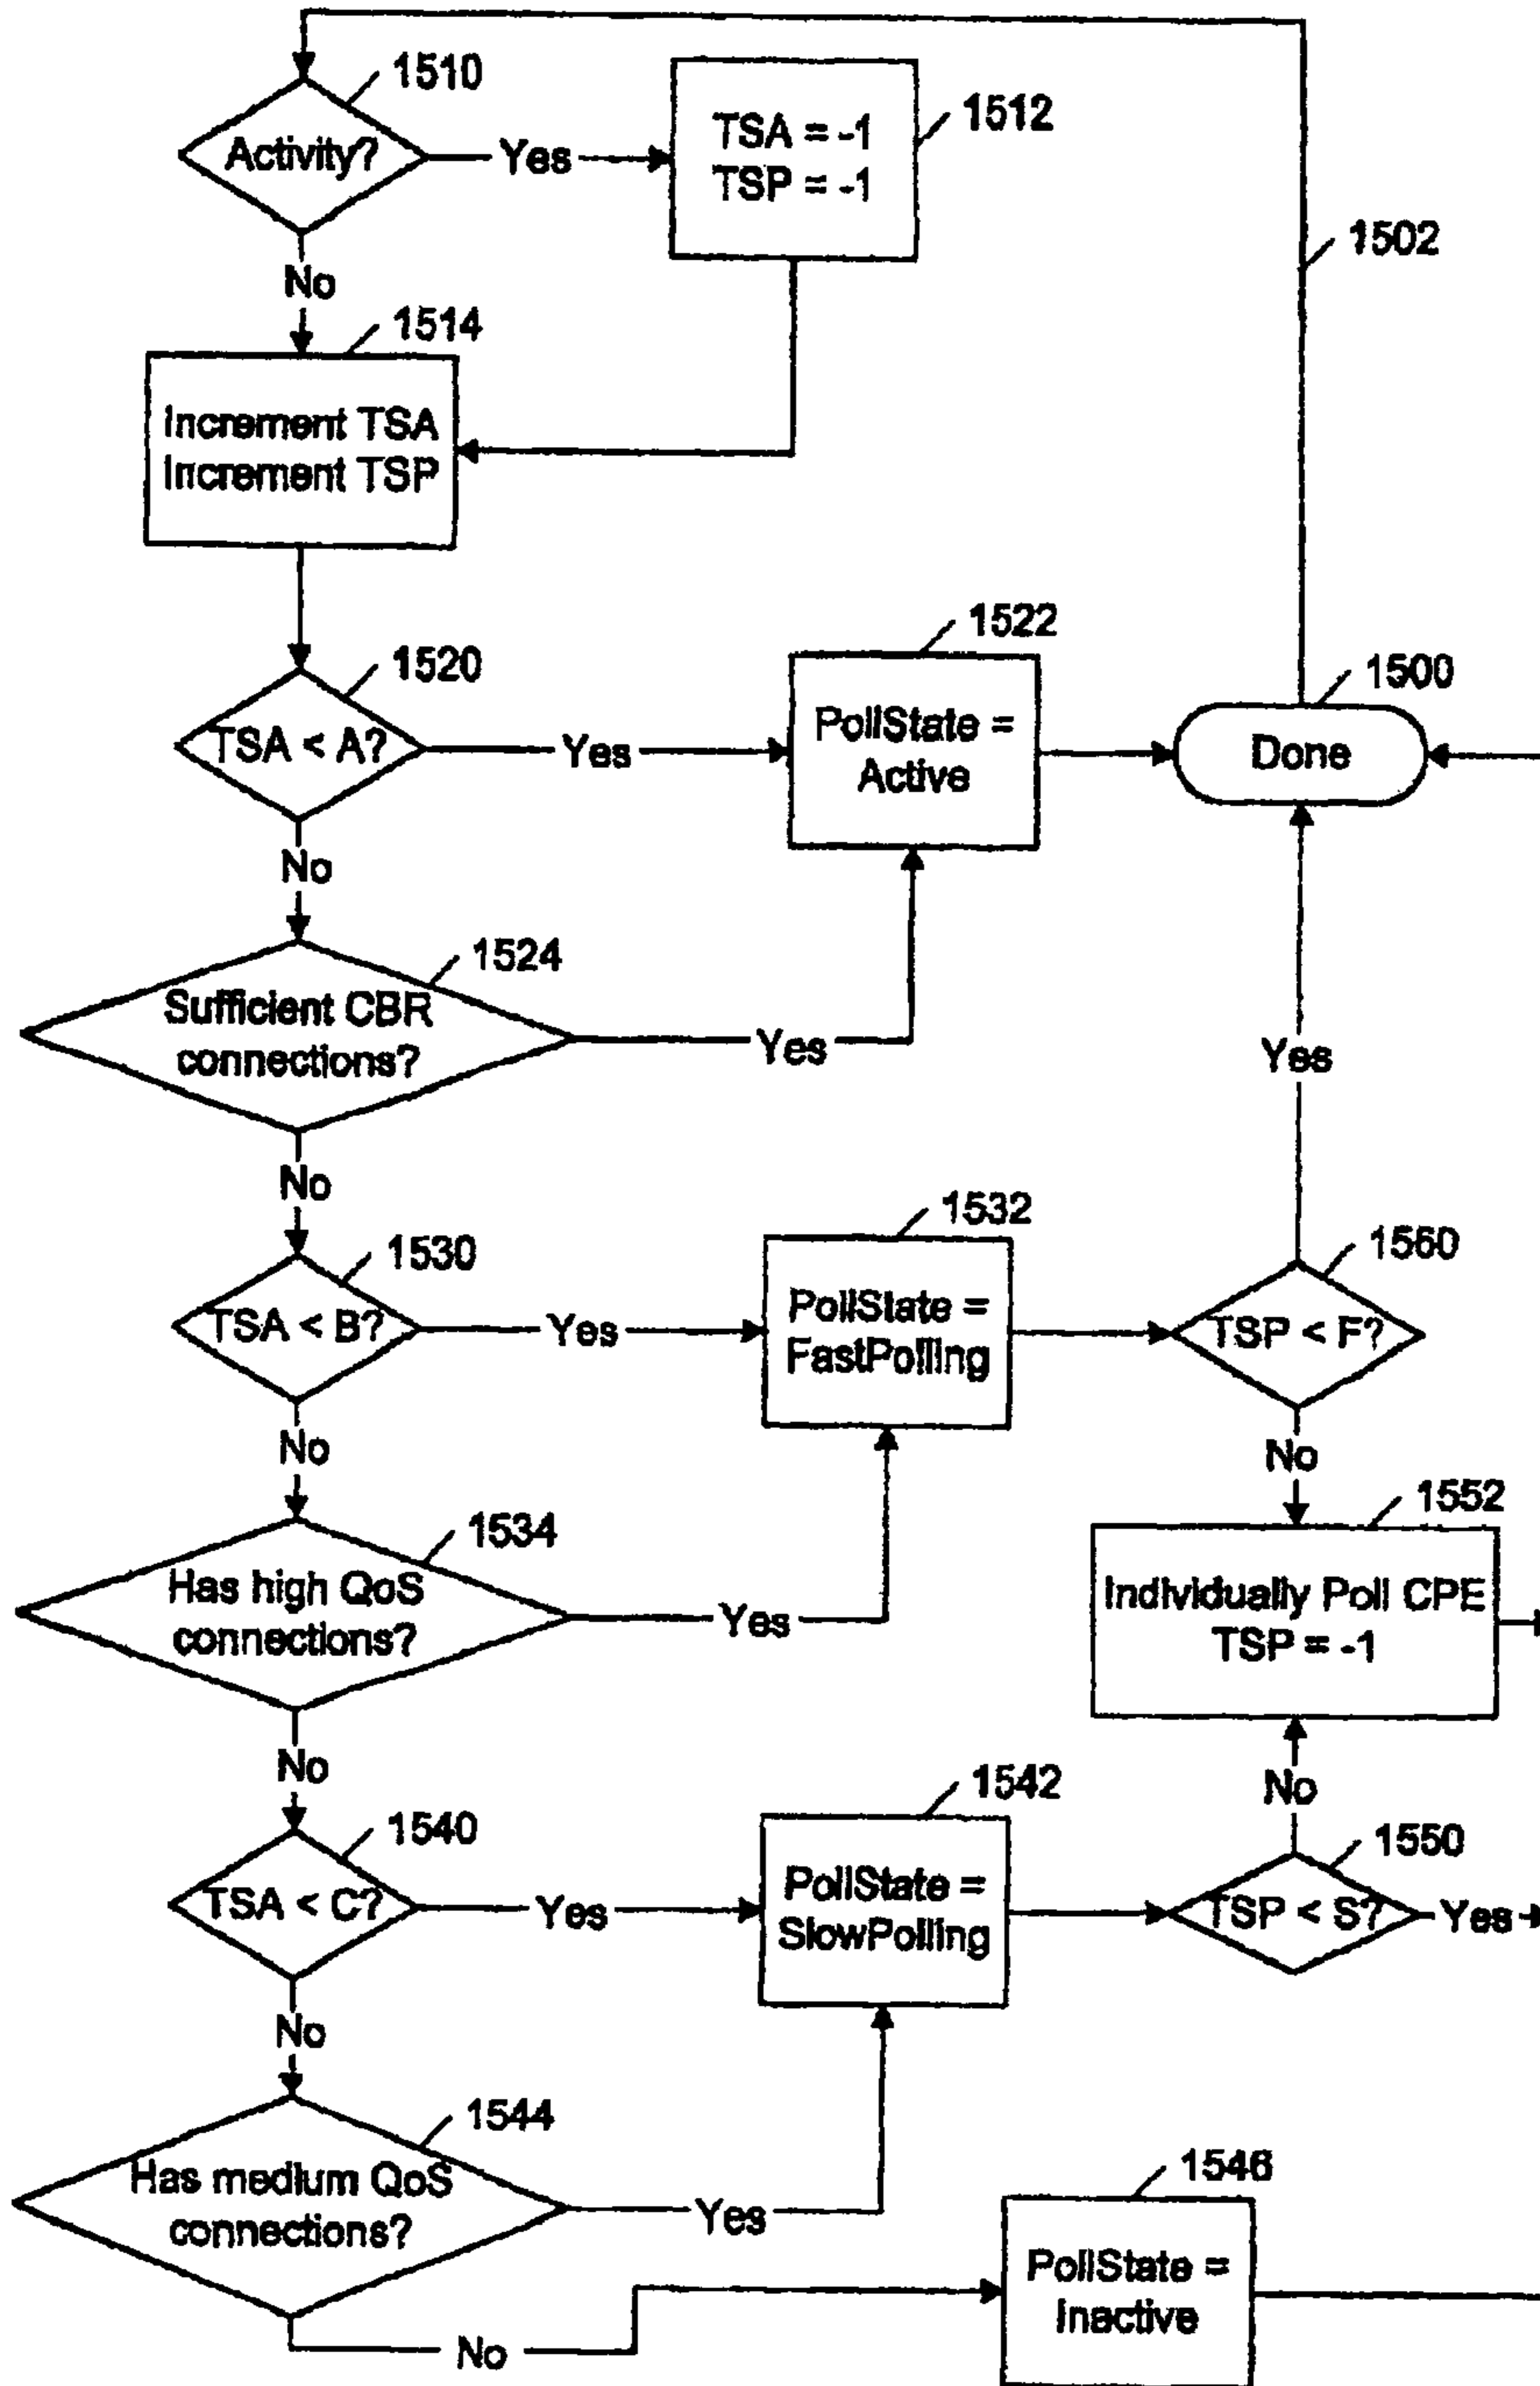 1510
Activity?
Yes
TSA = -1
TSP = -1
1512
1502
No
1514
Increment TSA
Increment TSP
1520
TSA < A?
Yes
1522
PollState =
Active
1500
Done
No
1524
Sufficient CBR
connections?
Yes
Yes
No
1530
TSA < B?
Yes
1532
PollState =
FastPolling
1560
TSP < F?
No
No
1534
Has high QoS
connections?
Yes
1552
Individually Poll CPE
TSP = -1
No
No
1540
TSA < C?
Yes
1542
PollState =
SlowPolling
1550
TSP < S?
Yes
No
1544
Has medium QoS
connections?
Yes
1546
PollState =
Inactive
No